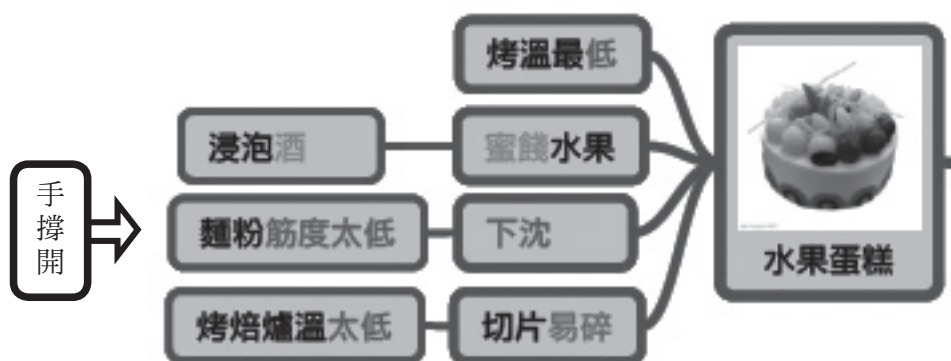 烤溫最低
浸泡酒
蜜餞水果
手撐開
麵粉筋度太低
下沈
水果蛋糕
烤焙爐溫太低
切片易碎